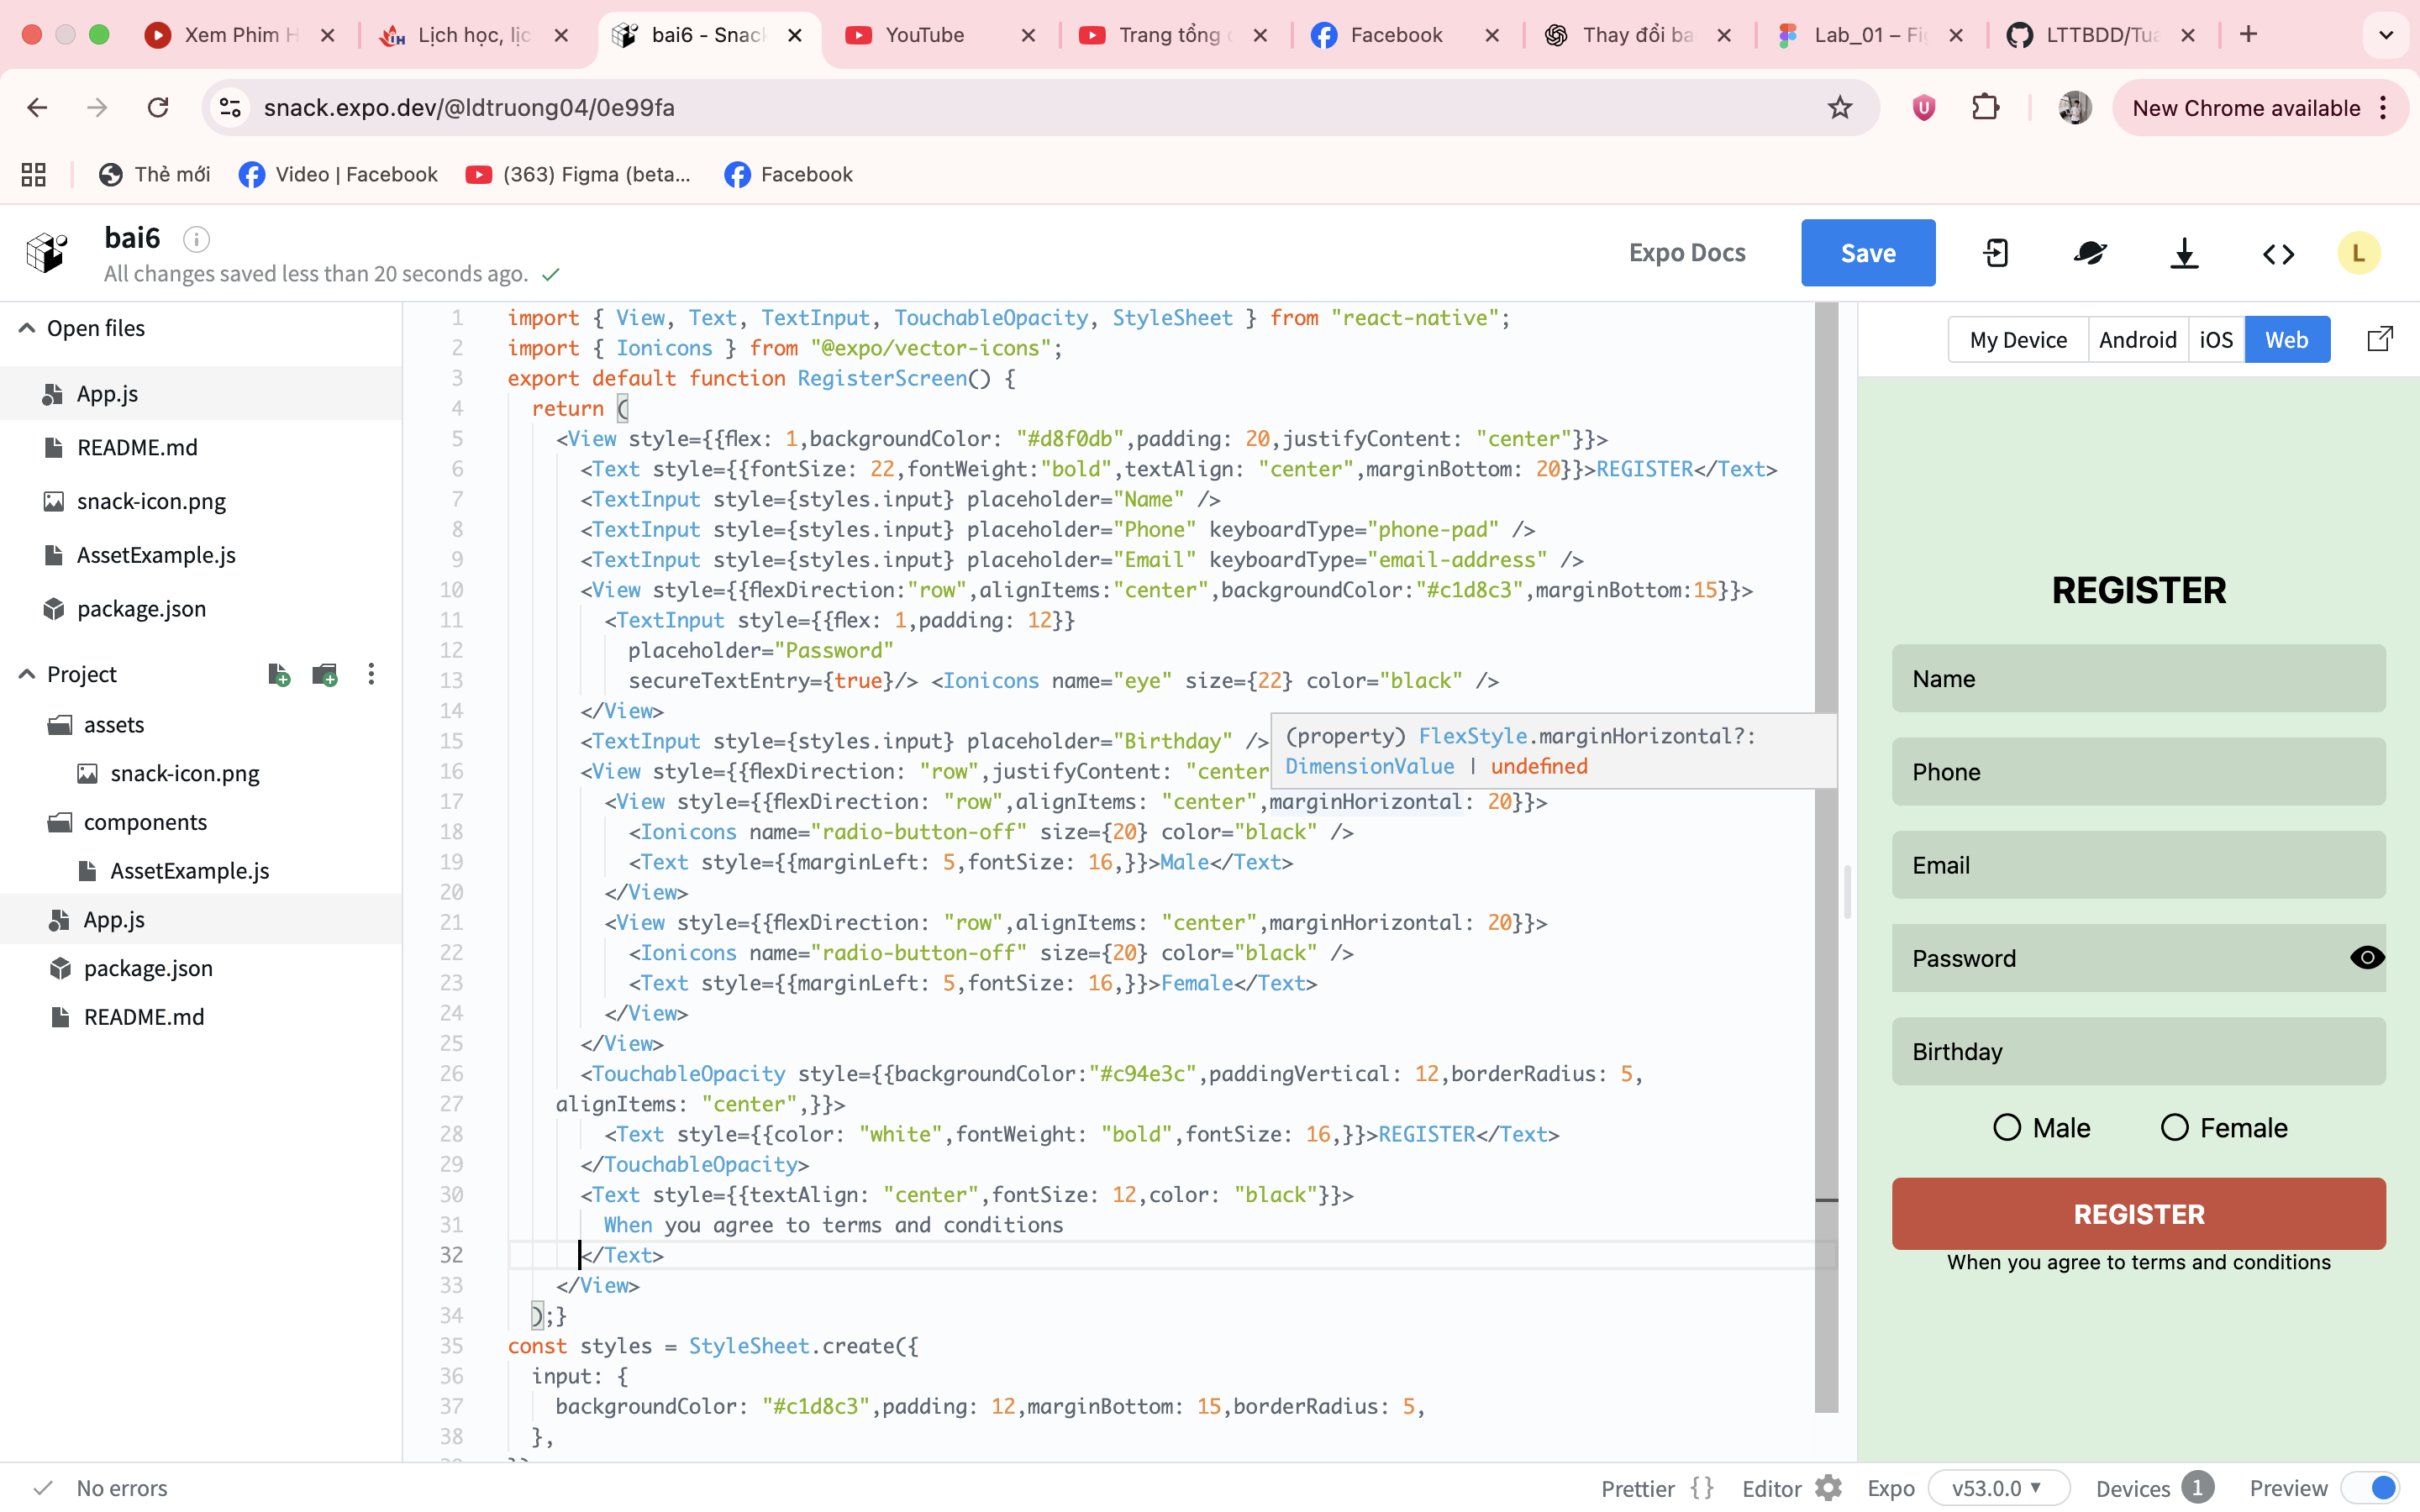 Xem Phim H
Lịch học, lịc
bai6 - Snac
YouTube
Trang tổng
Facebook
Thay đổi ba
Lab_01 – Fi
LTTBDD/Tua
snack.expo.dev/@ldtruong04/0e99fa
New Chrome available
Thẻ mới
Video | Facebook
(363) Figma (beta...
Facebook
bai6
All changes saved less than 20 seconds ago.
Expo Docs
Save
L
Open files
App.js
README.md
snack-icon.png
AssetExample.js
package.json
Project
assets
snack-icon.png
components
AssetExample.js
App.js
package.json
README.md
1 import { View, Text, TextInput, TouchableOpacity, StyleSheet } from "react-native";
2 import { Ionicons } from "@expo/vector-icons";
3 export default function RegisterScreen() {
4 return (
5 <View style={{flex: 1,backgroundColor: "#d8f0db",padding: 20,justifyContent: "center"}}>
6 <Text style={{fontSize: 22,fontWeight:"bold",textAlign: "center",marginBottom: 20}}>REGISTER</Text>
7 <TextInput style={styles.input} placeholder="Name" />
8 <TextInput style={styles.input} placeholder="Phone" keyboardType="phone-pad" />
9 <TextInput style={styles.input} placeholder="Email" keyboardType="email-address" />
10 <View style={{flexDirection:"row",alignItems:"center",backgroundColor:"#c1d8c3",marginBottom:15}}>
11 <TextInput style={{flex: 1,padding: 12}}
12 placeholder="Password"
13 secureTextEntry={true}/> <Ionicons name="eye" size={22} color="black" />
14 </View>
15 <TextInput style={styles.input} placeholder="Birthday" />
16 <View style={{flexDirection: "row",justifyContent: "center
(property) FlexStyle.marginHorizontal?:
DimensionValue | undefined
17 <View style={{flexDirection: "row",alignItems: "center",marginHorizontal: 20}}>
18 <Ionicons name="radio-button-off" size={20} color="black" />
19 <Text style={{marginLeft: 5,fontSize: 16,}}>Male</Text>
20 </View>
21 <View style={{flexDirection: "row",alignItems: "center",marginHorizontal: 20}}>
22 <Ionicons name="radio-button-off" size={20} color="black" />
23 <Text style={{marginLeft: 5,fontSize: 16,}}>Female</Text>
24 </View>
25 </View>
26 <TouchableOpacity style={{backgroundColor:"#c94e3c",paddingVertical: 12,borderRadius: 5,
27 alignItems: "center",}}>
28 <Text style={{color: "white",fontWeight: "bold",fontSize: 16,}}>REGISTER</Text>
29 </TouchableOpacity>
30 <Text style={{textAlign: "center",fontSize: 12,color: "black"}}>
31 When you agree to terms and conditions
32 </Text>
33 </View>
34 );}
35 const styles = StyleSheet.create({
36 input: {
37 backgroundColor: "#c1d8c3",padding: 12,marginBottom: 15,borderRadius: 5,
38 },
My Device
Android
iOS
Web
REGISTER
Name
Phone
Email
Password
Birthday
Male
Female
REGISTER
When you agree to terms and conditions
No errors
Prettier { }
Editor
Expo
v53.0.0
Devices 1
Preview